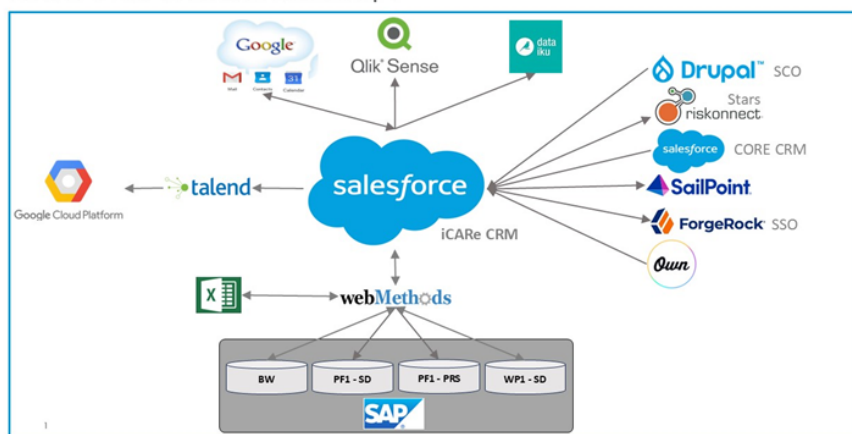 Google
Mail
Contacts
Calendar
31
Qlik Sense
data
iku
Drupal™ SCO
Stars
riskonnect
salesforce CORE CRM
SailPoint
ForgeRock SSO
Own
Google Cloud Platform
talend
salesforce
iCARe CRM
X
webMethods
BW
PF1 - SD
PF1 - PRS
WP1 - SD
SAP
1